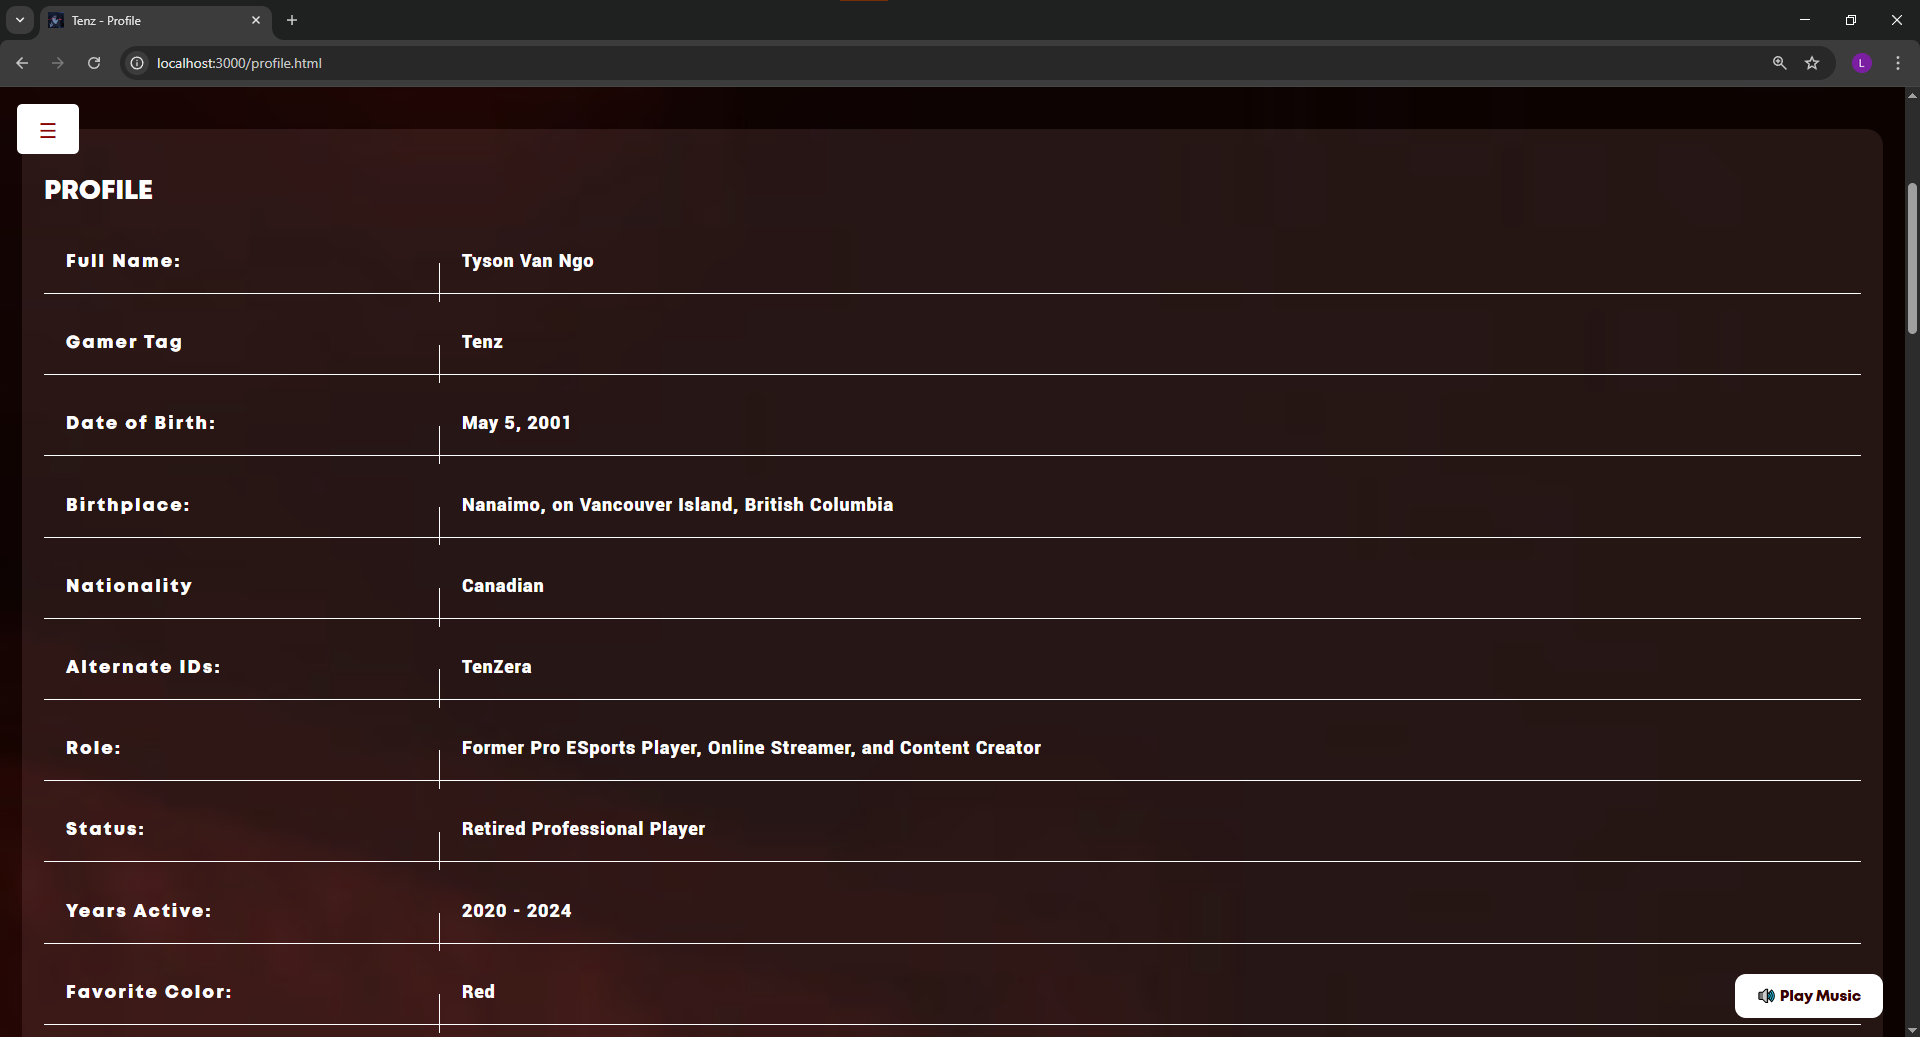 Tenz - Profile
localhost:3000/profile.html
L
☰
PROFILE
Full Name: Tyson Van Ngo
Gamer Tag Tenz
Date of Birth: May 5, 2001
Birthplace: Nanaimo, on Vancouver Island, British Columbia
Nationality Canadian
Alternate IDs: TenZera
Role: Former Pro ESports Player, Online Streamer, and Content Creator
Status: Retired Professional Player
Years Active: 2020 - 2024
Favorite Color: Red
🔊 Play Music